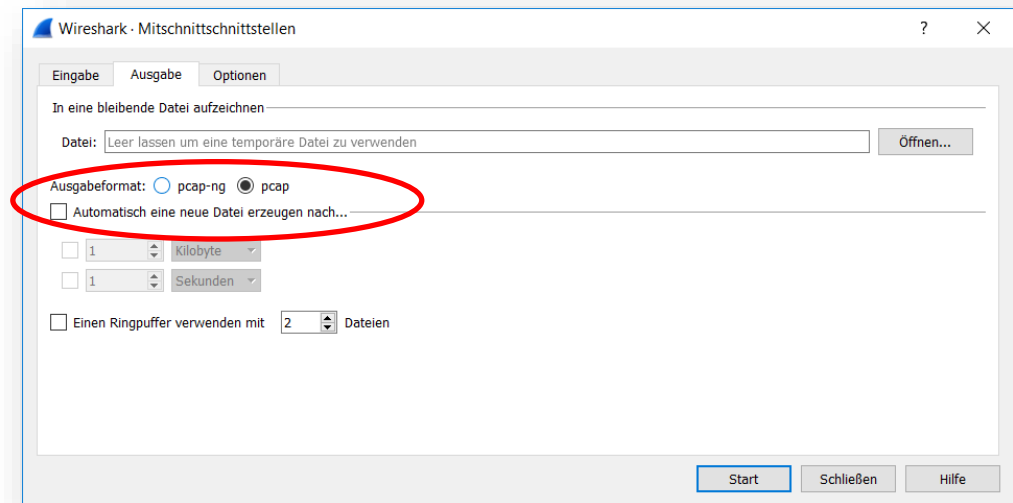 Wireshark · Mitschnittschnittstellen ?
Eingabe Ausgabe Optionen
In eine bleibende Datei aufzeichnen
Datei: Leer lassen um eine temporäre Datei zu verwenden Öffnen...
Ausgabeformat: pcap-ng pcap
Automatisch eine neue Datei erzeugen nach...
1 Kilobyte
1 Sekunden
Einen Ringpuffer verwenden mit 2 Dateien
Start Schließen Hilfe